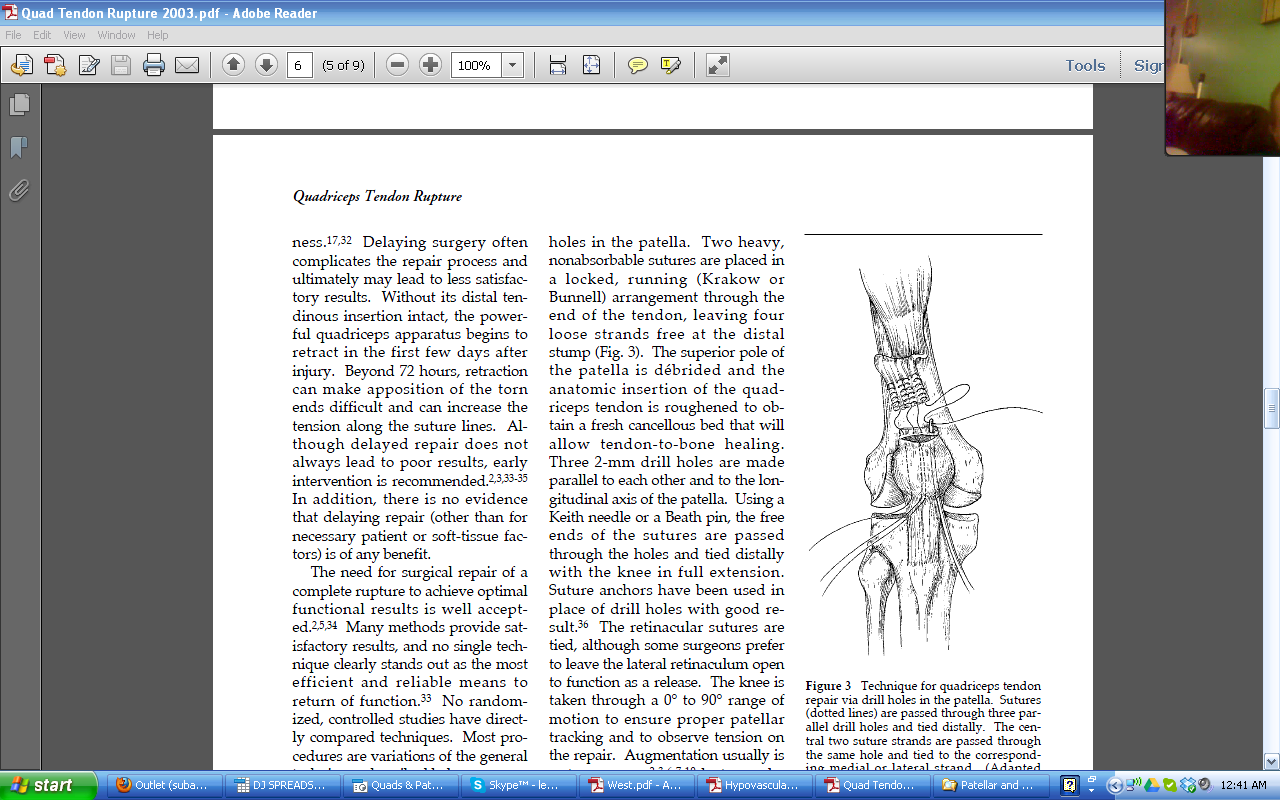 Quad Tendon Rupture 2003.pdf - Adobe Reader
File Edit View Window Help
6 (5 of 9) 100% Tools Sign
Quadriceps Tendon Rupture
ness.17,32 Delaying surgery often
complicates the repair process and
ultimately may lead to less satisfac-
tory results. Without its distal ten-
dinous insertion intact, the power-
ful quadriceps apparatus begins to
retract in the first few days after
injury. Beyond 72 hours, retraction
can make apposition of the torn
ends difficult and can increase the
tension along the suture lines. Al-
though delayed repair does not
always lead to poor results, early
intervention is recommended.2,3,33-35
In addition, there is no evidence
that delaying repair (other than for
necessary patient or soft-tissue fac-
tors) is of any benefit.
The need for surgical repair of a
complete rupture to achieve optimal
functional results is well accept-
ed.2,5,34 Many methods provide sat-
isfactory results, and no single tech-
nique clearly stands out as the most
efficient and reliable means to
return of function.33 No random-
ized, controlled studies have direct-
ly compared techniques. Most pro-
cedures are variations of the general
holes in the patella. Two heavy,
nonabsorbable sutures are placed in
a locked, running (Krakow or
Bunnell) arrangement through the
end of the tendon, leaving four
loose strands free at the distal
stump (Fig. 3). The superior pole of
the patella is débrided and the
anatomic insertion of the quad-
riceps tendon is roughened to ob-
tain a fresh cancellous bed that will
allow tendon-to-bone healing.
Three 2-mm drill holes are made
parallel to each other and to the lon-
gitudinal axis of the patella. Using a
Keith needle or a Beath pin, the free
ends of the sutures are passed
through the holes and tied distally
with the knee in full extension.
Suture anchors have been used in
place of drill holes with good re-
sult.36 The retinacular sutures are
tied, although some surgeons prefer
to leave the lateral retinaculum open
to function as a release. The knee is
taken through a 0° to 90° range of
motion to ensure proper patellar
tracking and to observe tension on
the repair. Augmentation usually is
Figure 3 Technique for quadriceps tendon
repair via drill holes in the patella. Sutures
(dotted lines) are passed through three par-
allel drill holes and tied distally. The cen-
tral two suture strands are passed through
the same hole and tied to the correspond-
ing medial or lateral strand. (Adapted
start Outlet (suba... DJ SPREADS... Quads & Pat... Skype™ - le... West.pdf - A... Hypovascula... Quad Tendo... Patellar and ... 12:41 AM